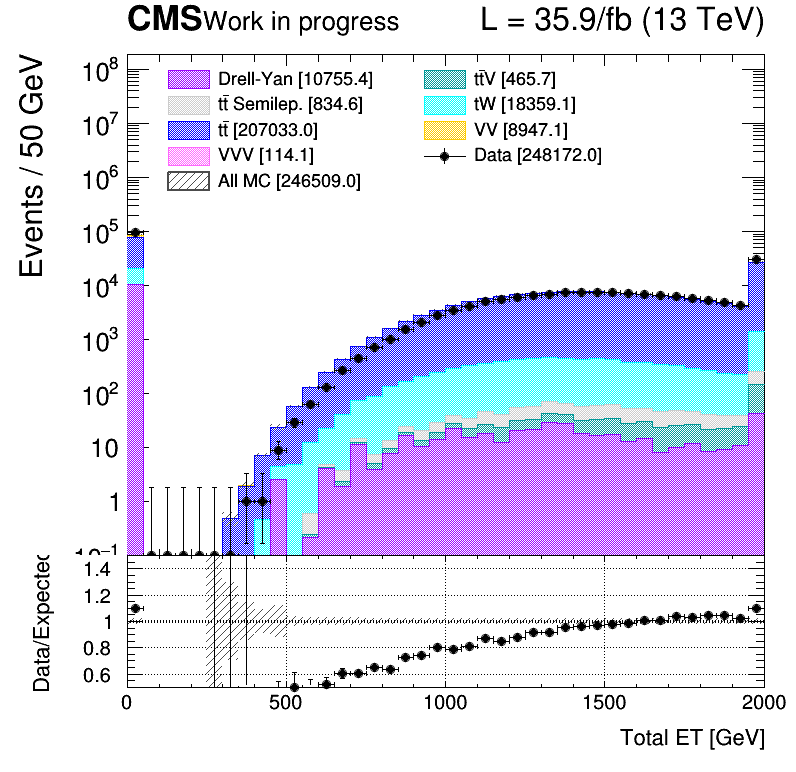 CMS Work in progress L = 35.9/fb (13 TeV)
Events / 50 GeV
Drell-Yan [10755.4] tt̄V [465.7]
tt̄ Semilep. [834.6] tW [18359.1]
tt̄ [207033.0] VV [8947.1]
VVV [114.1] Data [248172.0]
All MC [246509.0]
10⁸
10⁷
10⁶
10⁵
10⁴
10³
10²
10
1
10⁻¹
Data/Expected
1.4
1.2
1
0.8
0.6
0 500 1000 1500 2000
Total ET [GeV]